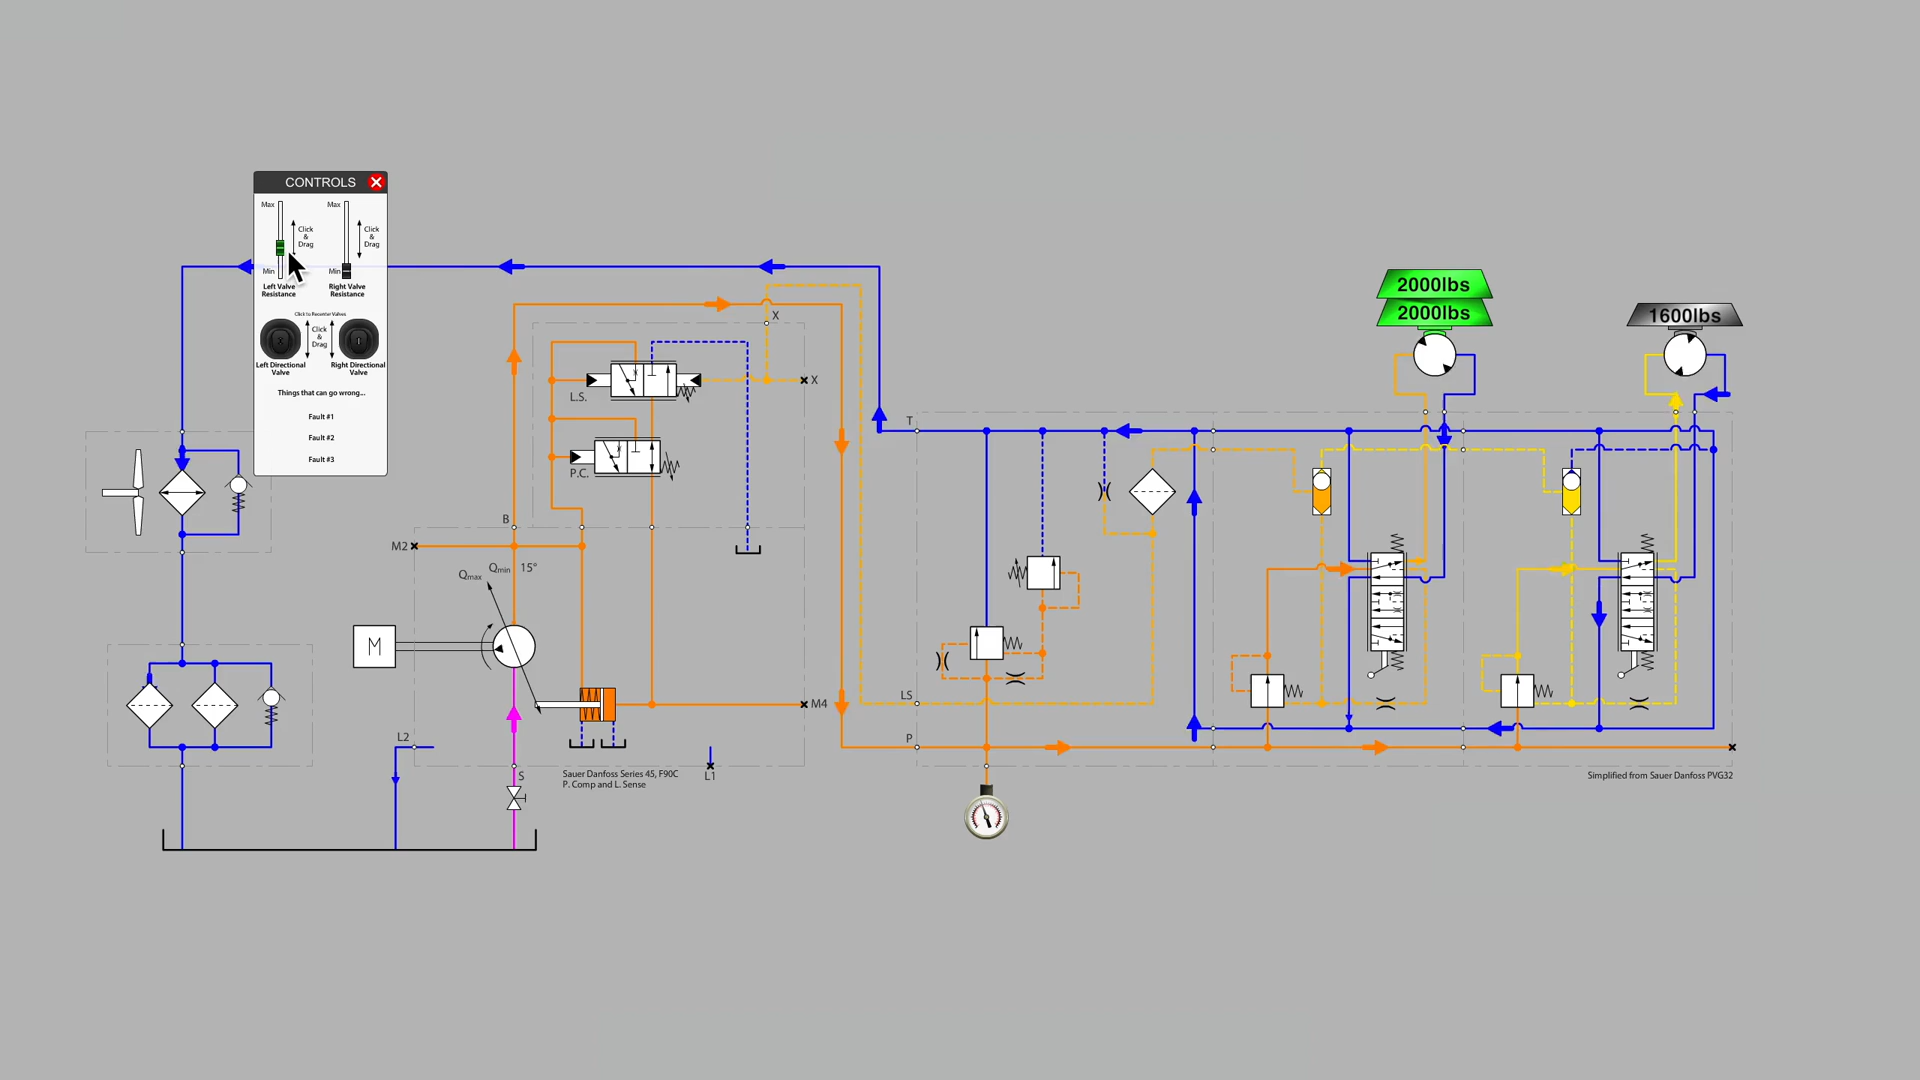 CONTROLS
Max
Max
Click
&
Drag
Click
&
Drag
Min
Min
Left Valve
Resistance
Right Valve
Resistance
Click to Recenter Valves
Click
&
Drag
Left Directional
Valve
Right Directional
Valve
Things that can go wrong...
Fault #1
Fault #2
Fault #3
2000lbs
2000lbs
1600lbs
X
X
L.S.
P.C.
T
B
M2
Qmax
Qmin
15°
M
LS
M4
P
L2
S
L1
Sauer Danfoss Series 45, F90C
P. Comp and L. Sense
Simplified from Sauer Danfoss PVG32